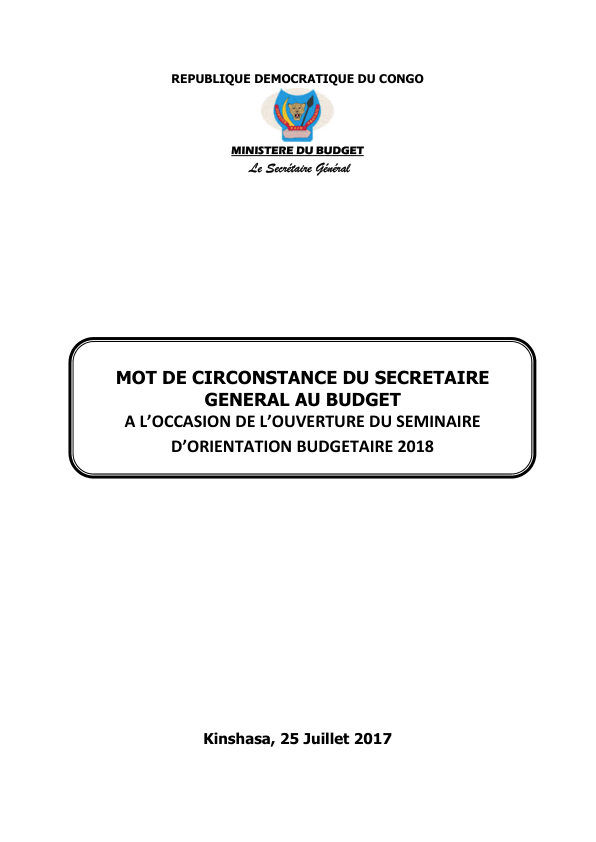 REPUBLIQUE DEMOCRATIQUE DU CONGO
MINISTERE DU BUDGET
Le Secrétaire Général
MOT DE CIRCONSTANCE DU SECRETAIRE
GENERAL AU BUDGET
A L’OCCASION DE L’OUVERTURE DU SEMINAIRE
D’ORIENTATION BUDGETAIRE 2018
Kinshasa, 25 Juillet 2017